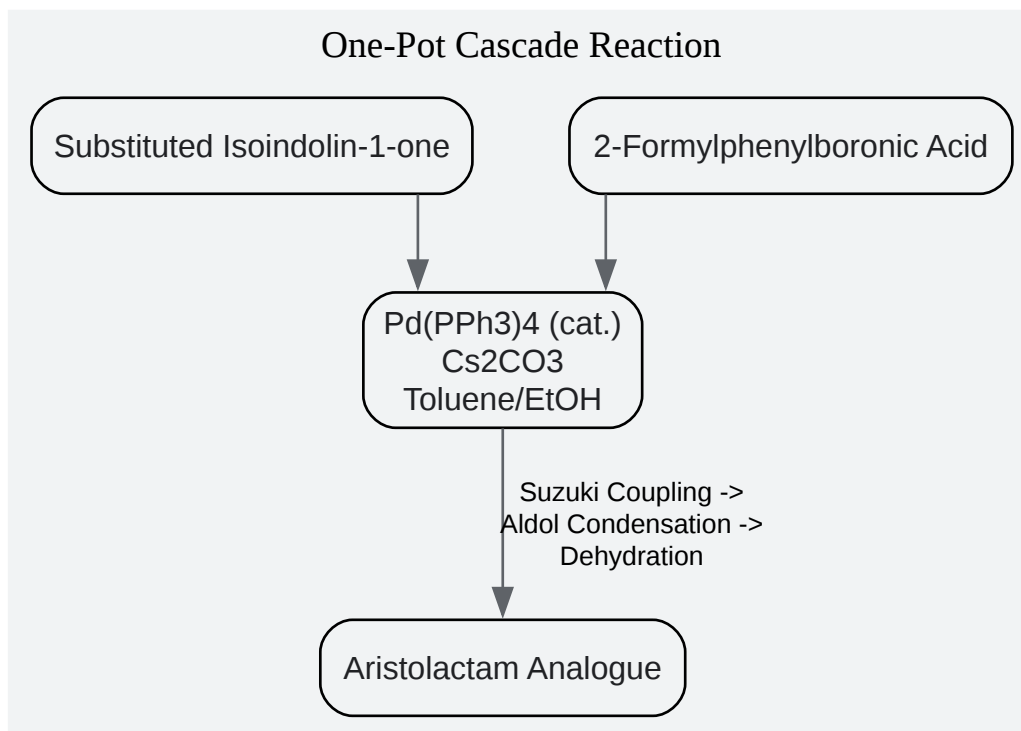 One-Pot Cascade Reaction
Substituted Isoindolin-1-one
2-Formylphenylboronic Acid
Pd(PPh3)4 (cat.)
Cs2CO3
Toluene/EtOH
Suzuki Coupling ->
Aldol Condensation ->
Dehydration
Aristolactam Analogue